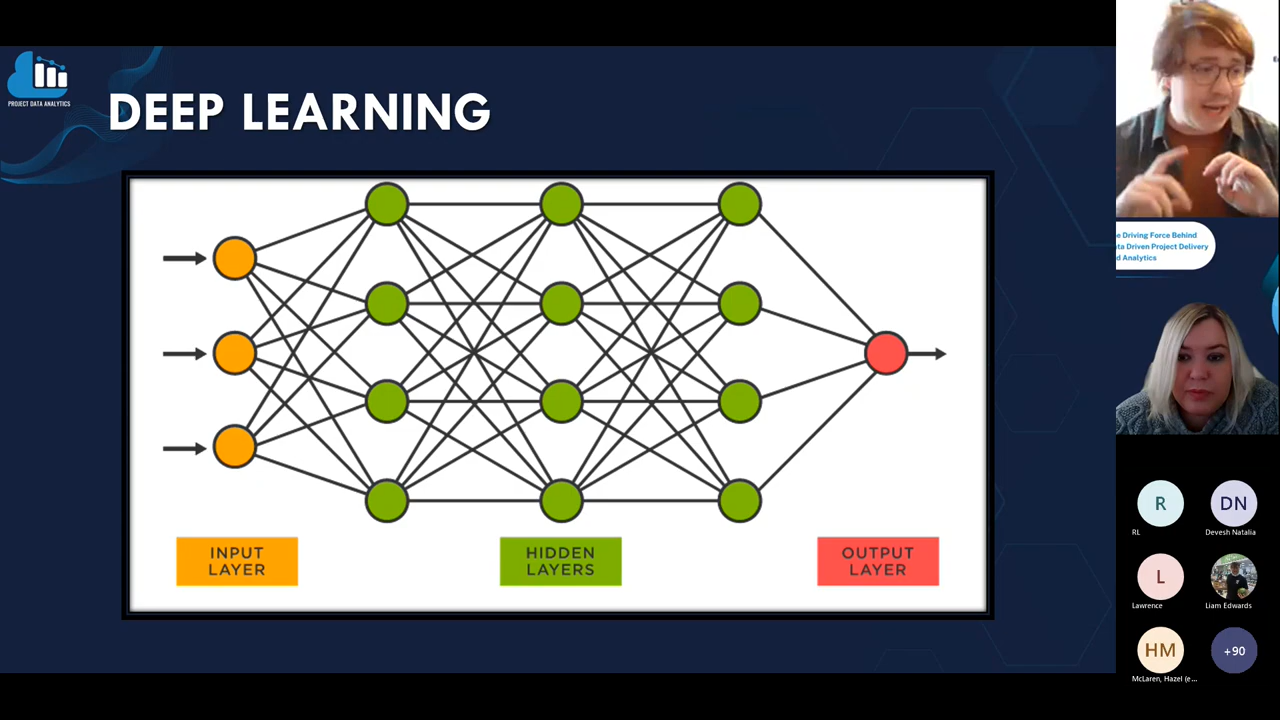 PROJECT DATA ANALYTICS
DEEP LEARNING
INPUT
LAYER
HIDDEN
LAYERS
OUTPUT
LAYER
e Driving Force Behind
ata Driven Project Delivery
d Analytics
R
RL
DN
Devesh Natalia
L
Lawrence
Liam Edwards
HM
McLaren, Hazel (e...
+90